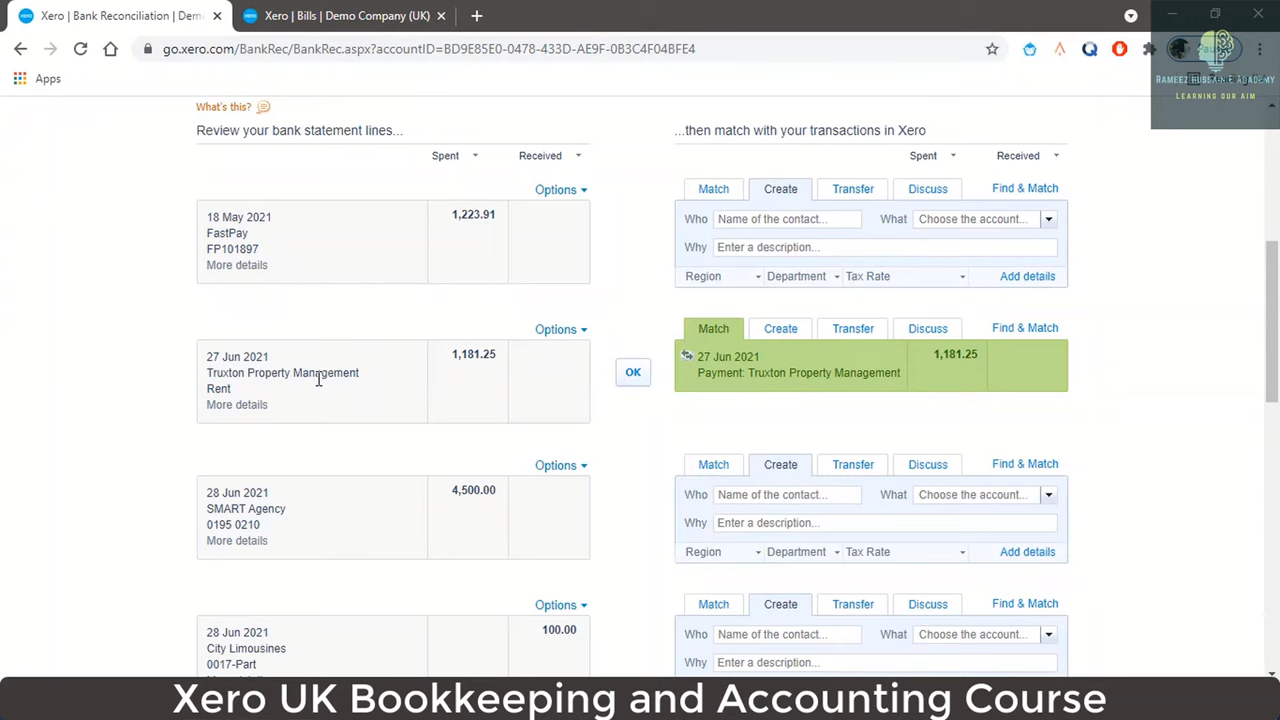 Xero | Bank Reconciliation | Dem
Xero | Bills | Demo Company (UK)
go.xero.com/BankRec/BankRec.aspx?accountID=BD9E85E0-0478-433D-AE9F-0B3C4F04BFE4
Apps
RAMEEZ HUSSAIN E ACADEMY
LEARNING OUR AIM
What's this?
Review your bank statement lines...
...then match with your transactions in Xero
Spent Received
Spent Received
Options
Match Create Transfer Discuss Find & Match
18 May 2021 1,223.91
FastPay
FP101897
More details
Who Name of the contact... What Choose the account...
Why Enter a description...
Region Department Tax Rate Add details
Options
Match Create Transfer Discuss Find & Match
27 Jun 2021 1,181.25
Truxton Property Management
Rent
More details
OK
27 Jun 2021 1,181.25
Payment: Truxton Property Management
Options
Match Create Transfer Discuss Find & Match
28 Jun 2021 4,500.00
SMART Agency
0195 0210
More details
Who Name of the contact... What Choose the account...
Why Enter a description...
Region Department Tax Rate Add details
Options
Match Create Transfer Discuss Find & Match
28 Jun 2021 100.00
City Limousines
0017-Part
Who Name of the contact... What Choose the account...
Why Enter a description...
Xero UK Bookkeeping and Accounting Course